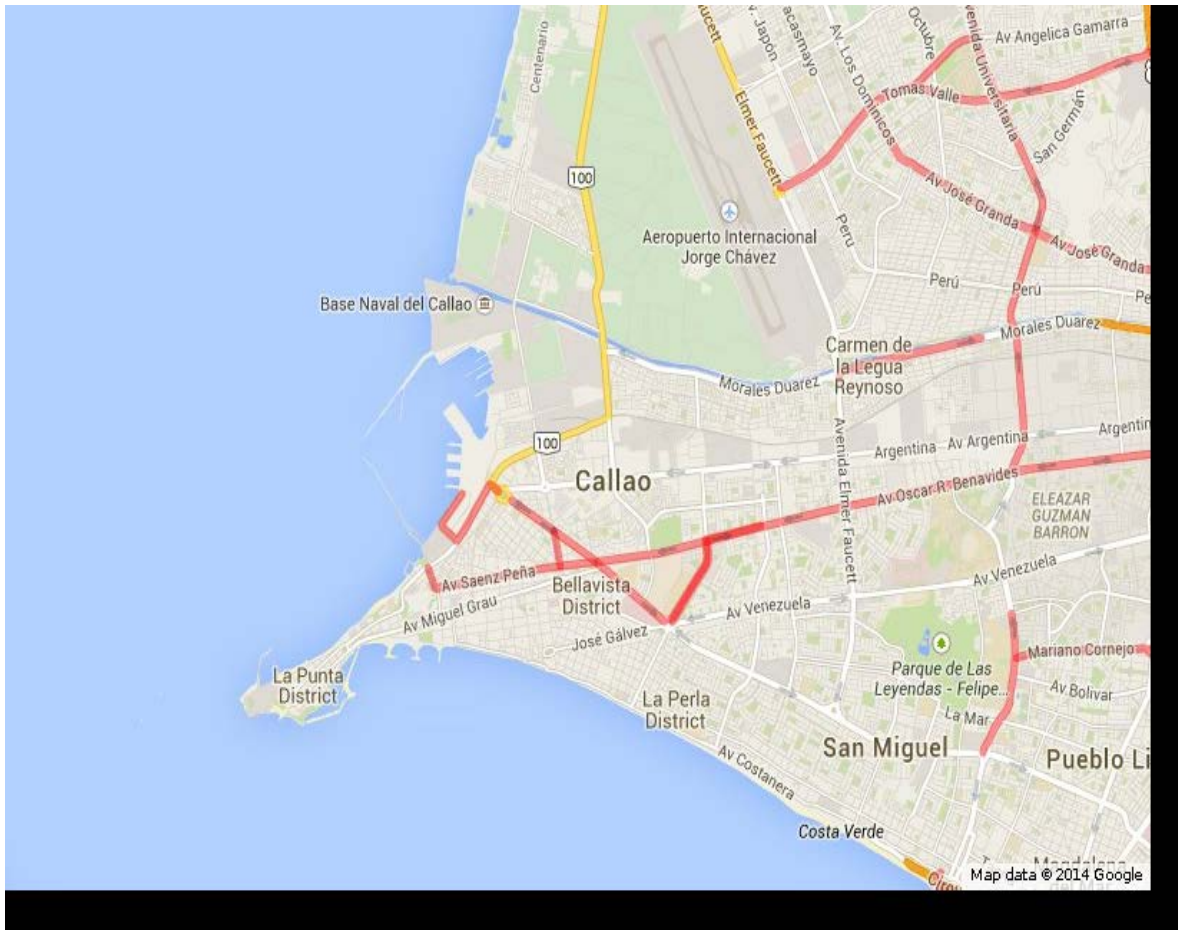 Centenario
Faucett
Av. Japón
Av. Los Dominicos
Octubre
Avenida Universitaria
Av Angelica Gamarra
Tomas Valle
San Germán
Elmer Faucett
100
Av José Granda
Aeropuerto Internacional
Jorge Chávez
Peru
Av José Granda
Perú
Perú
Base Naval del Callao
Morales Duarez
Carmen de
la Legua
Reynoso
Morales Duarez
100
Argentina
Av Argentina
Callao
Avenida Elmer Faucett
Av Oscar R. Benavides
ELEAZAR
GUZMAN
BARRON
Av Saenz Peña
Av Venezuela
Bellavista
District
Av Miguel Grau
Av Venezuela
José Gálvez
Parque de Las
Leyendas - Felipe...
Mariano Cornejo
La Punta
District
Av Bolivar
La Perla
District
La Mar
San Miguel
Pueblo Li
Av Costanera
Costa Verde
Map data © 2014 Google